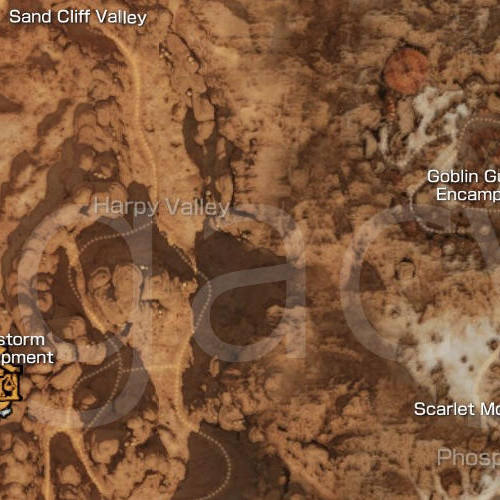 Sand Cliff Valley
Goblin Gu
Encamp
Harpy Valley
storm
pment
Scarlet Mo
Phosp